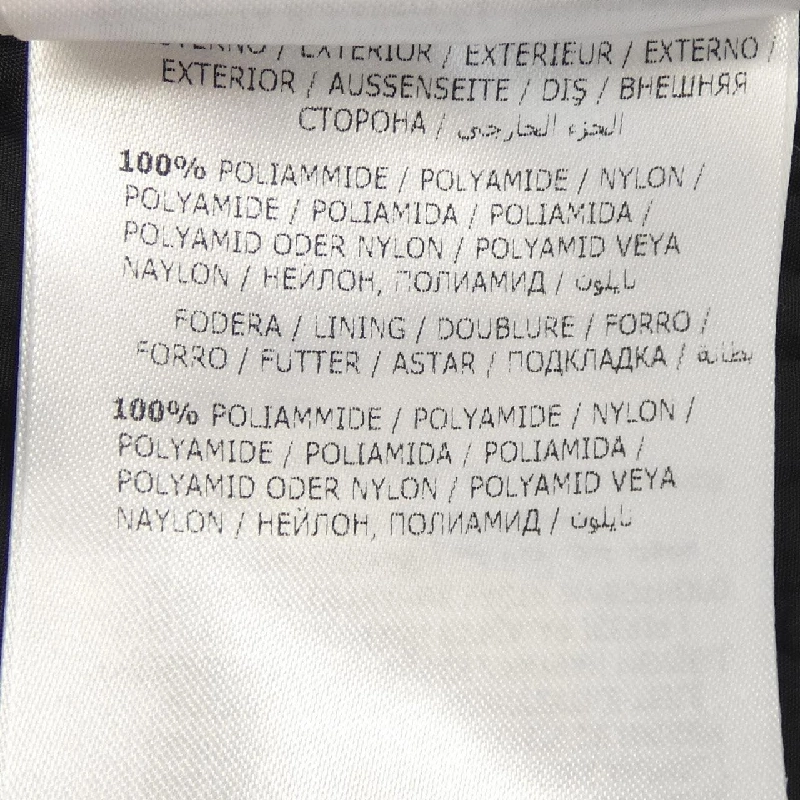 ESTERNO / EXTERIOR / EXTERIEUR / EXTERNO /
EXTERIOR / AUSSENSEITE / DIŞ / ВНЕШНЯЯ
СТОРОНА / الجزء الخارجي
100% POLIAMMIDE / POLYAMIDE / NYLON /
POLYAMIDE / POLIAMIDA / POLIAMIDA /
POLYAMID ODER NYLON / POLYAMID VEYA
NAYLON / НЕЙЛОН, ПОЛИАМИД / نايلون
FODERA / LINING / DOUBLURE / FORRO /
FORRO / FUTTER / ASTAR / ПОДКЛАДКА / بطانة
100% POLIAMMIDE / POLYAMIDE / NYLON /
POLYAMIDE / POLIAMIDA / POLIAMIDA /
POLYAMID ODER NYLON / POLYAMID VEYA
NAYLON / НЕЙЛОН, ПОЛИАМИД / نايلون